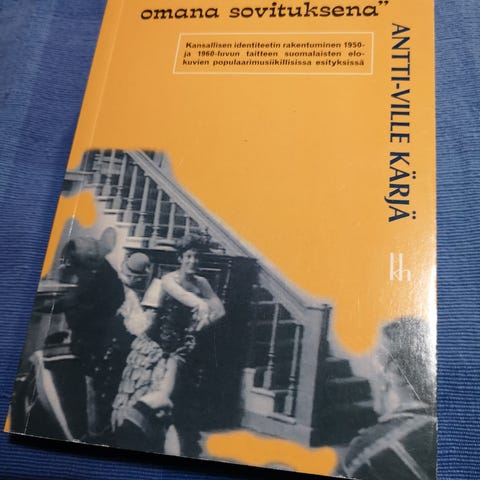 omana sovituksena”
Kansallisen identiteetin rakentuminen 1950-
ja 1960-luvun taitteen suomalaisten elo-
kuvien populaarimusiikillisissa esityksissä
ANTTI-VILLE KÄRJÄ
kh